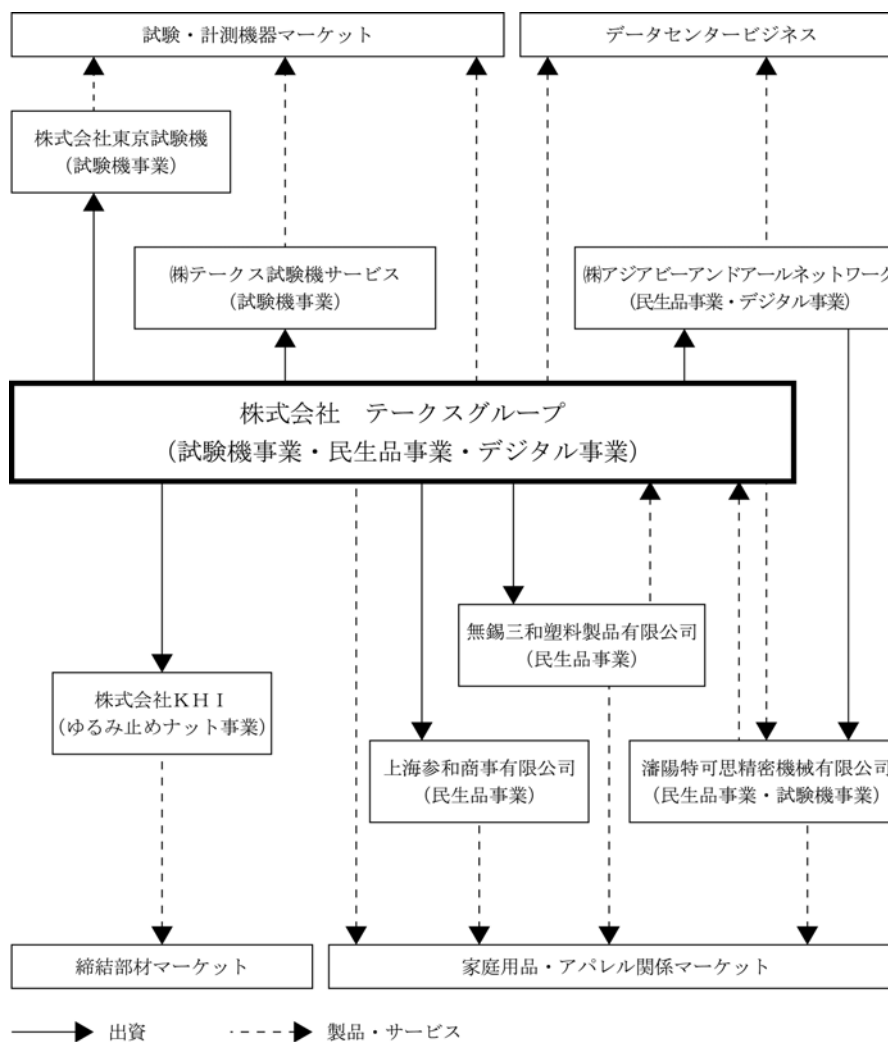 試験・計測機器マーケット
データセンタービジネス
株式会社東京試験機
(試験機事業)
㈱テークス試験機サービス
(試験機事業)
㈱アジアビーアンドアールネットワーク
(民生品事業・デジタル事業)
株式会社　テークスグループ
(試験機事業・民生品事業・デジタル事業)
無錫三和塑料製品有限公司
(民生品事業)
株式会社ＫＨＩ
(ゆるみ止めナット事業)
上海参和商事有限公司
(民生品事業)
瀋陽特可思精密機械有限公司
(民生品事業・試験機事業)
締結部材マーケット
家庭用品・アパレル関係マーケット
出資
製品・サービス